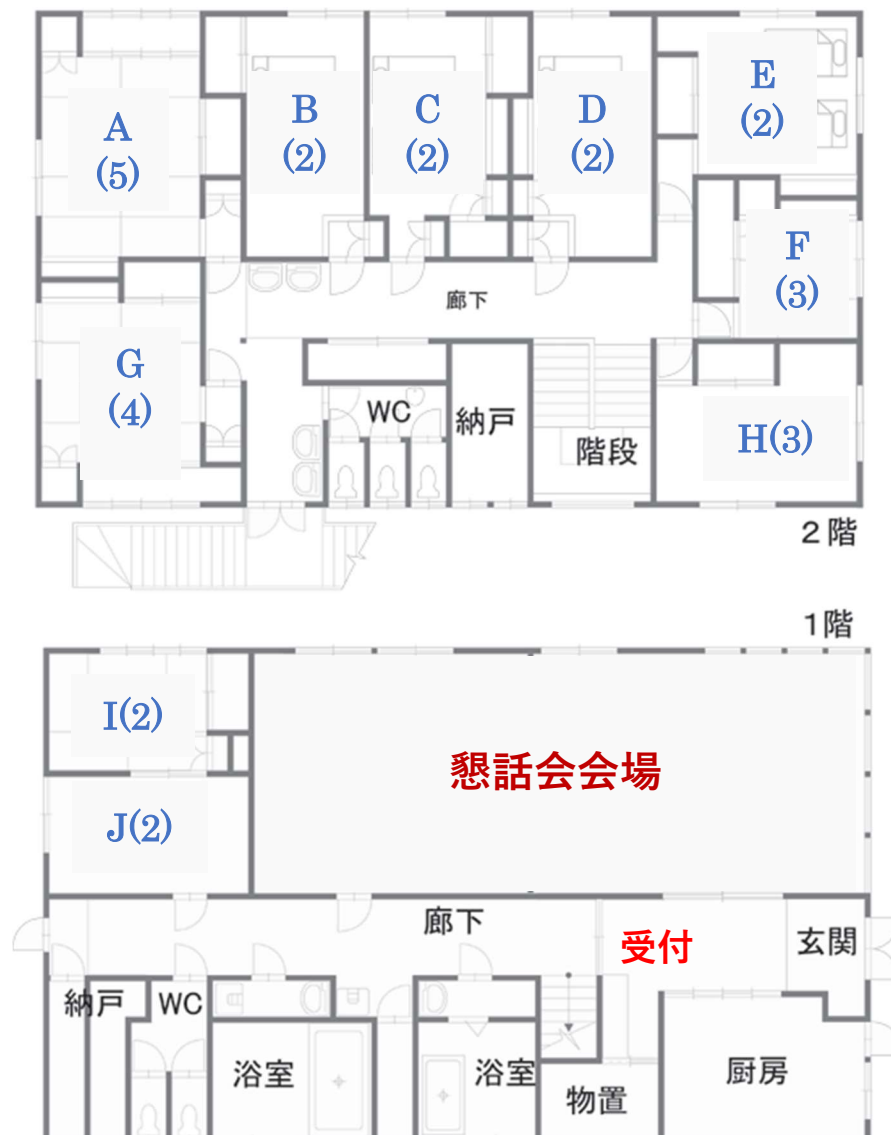 A
(5)
B
(2)
C
(2)
D
(2)
E
(2)
F
(3)
廊下
G
(4)
WC
納戸
階段
H(3)
2階
1階
I(2)
懇話会会場
J(2)
廊下
受付
玄関
納戸
WC
浴室
浴室
物置
厨房